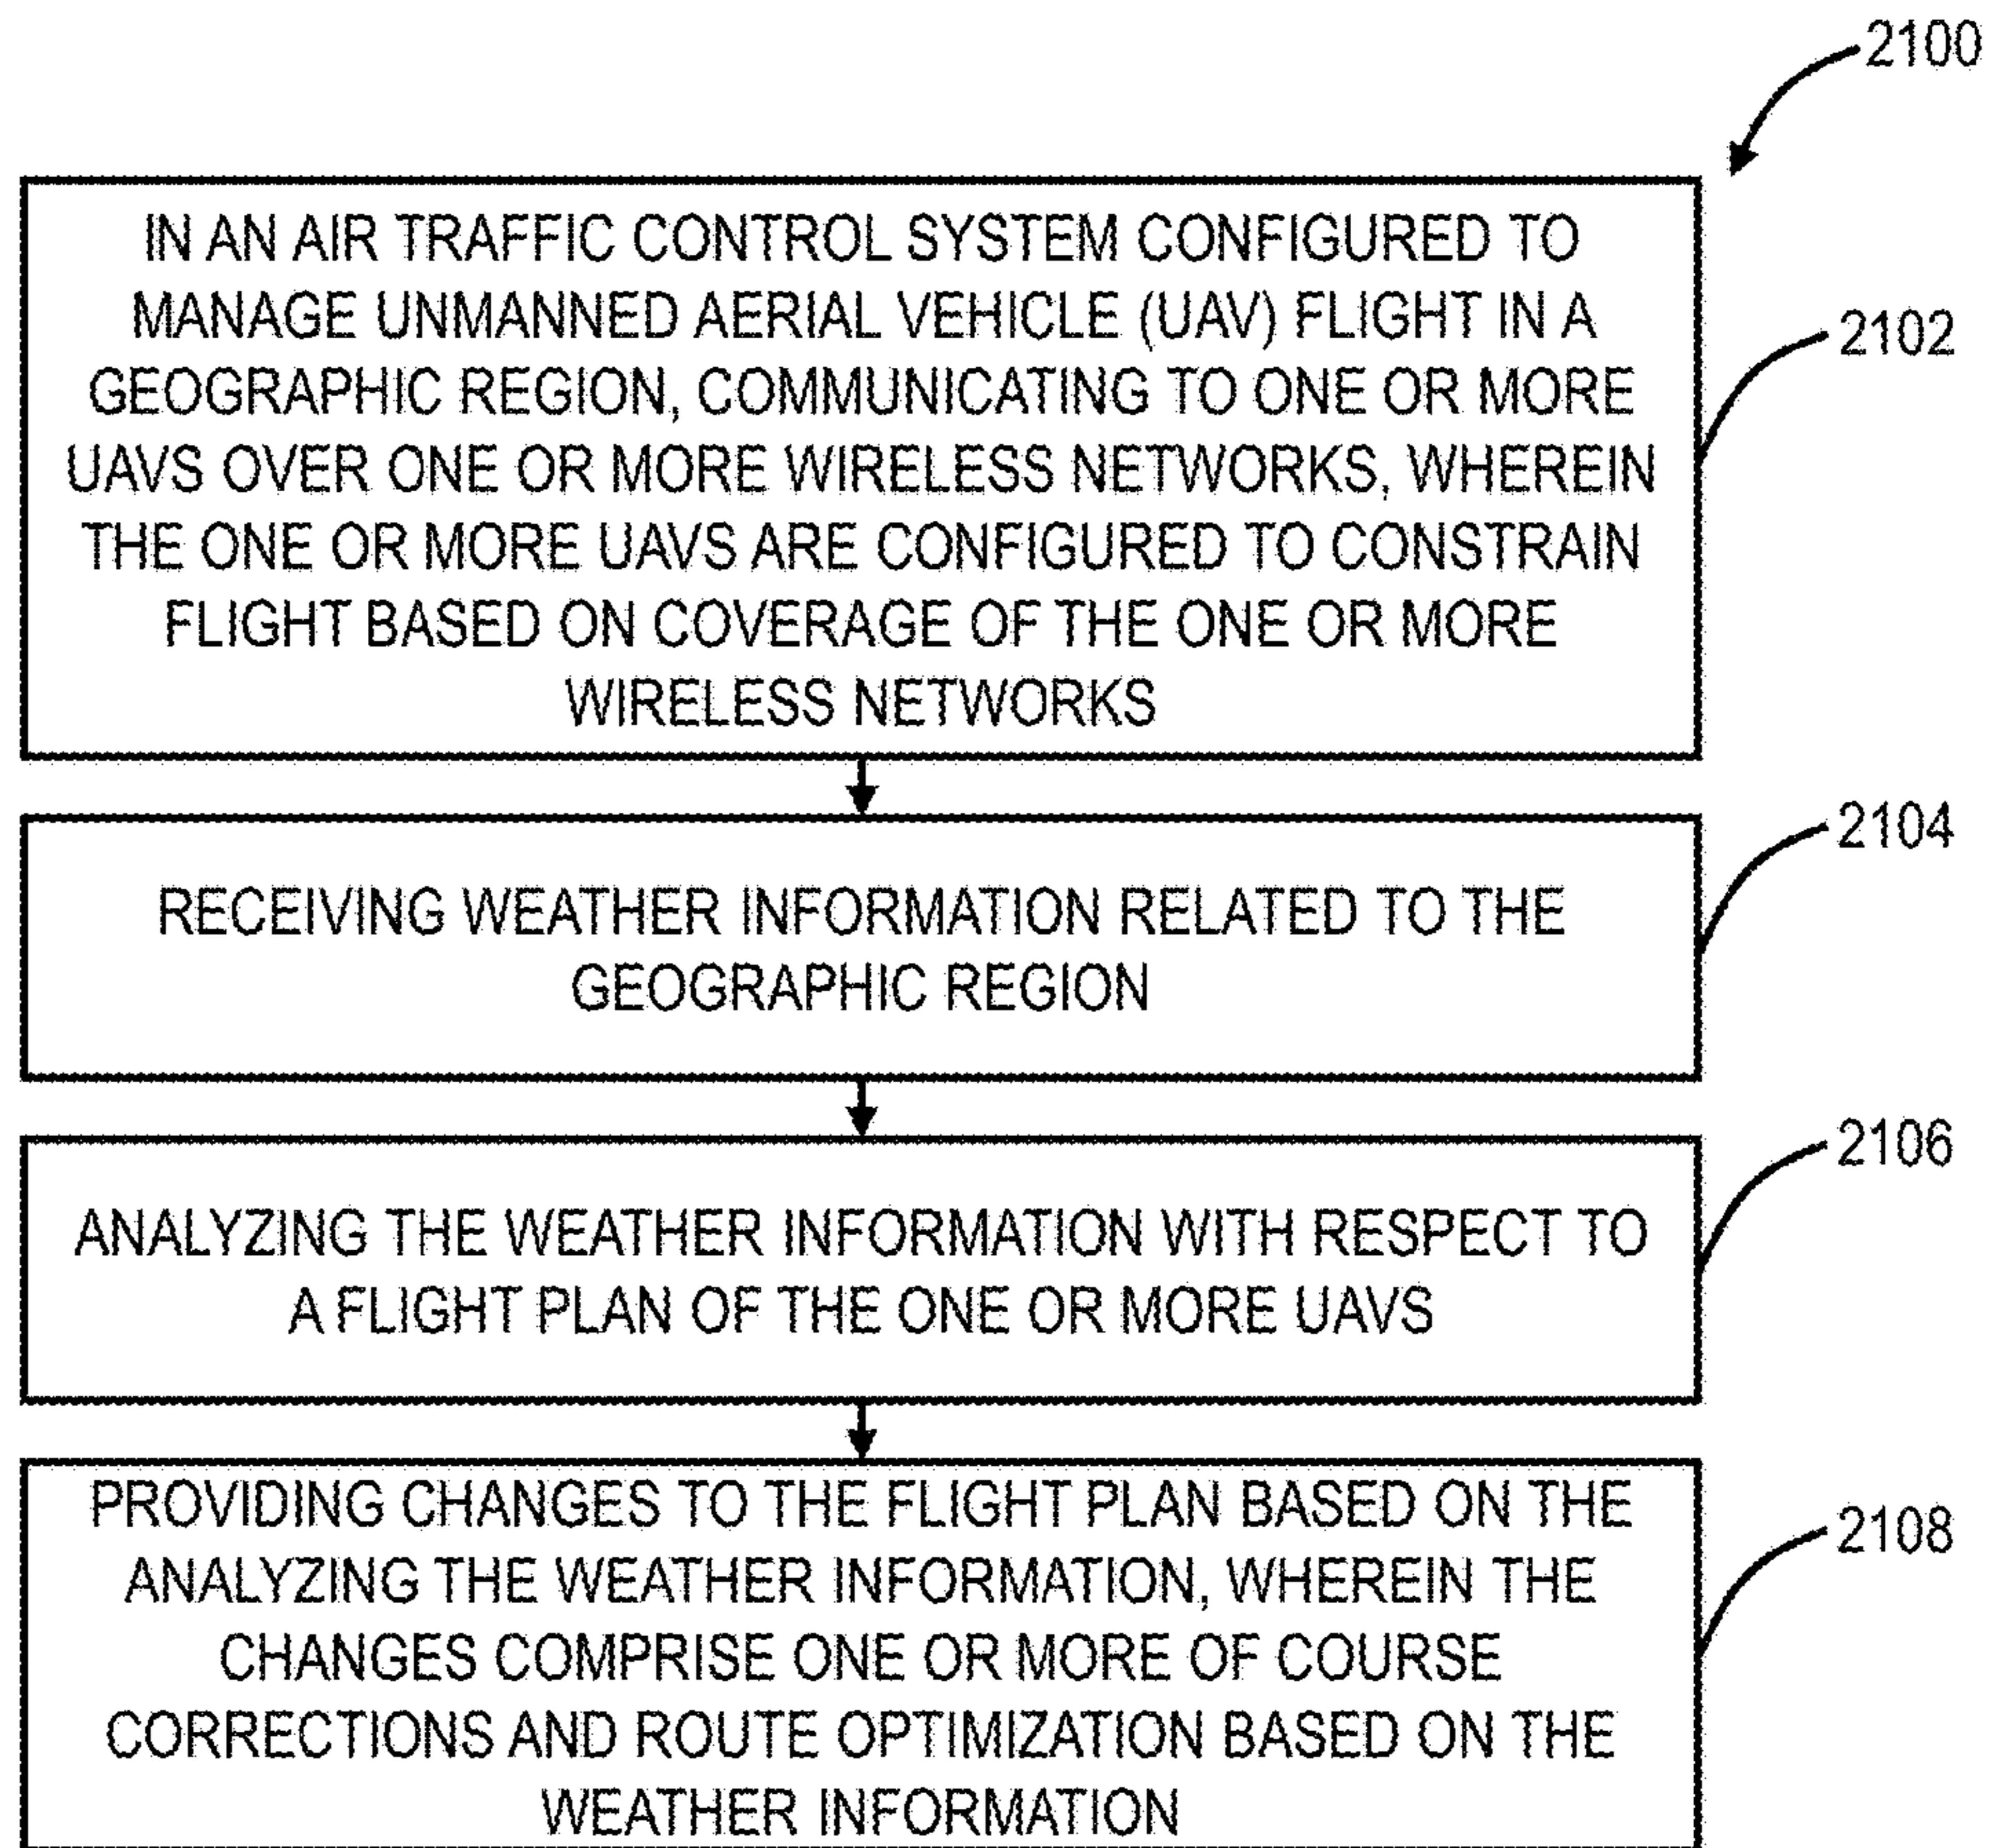 2100
IN AN AIR TRAFFIC CONTROL SYSTEM CONFIGURED TO
MANAGE UNMANNED AERIAL VEHICLE (UAV) FLIGHT IN A
GEOGRAPHIC REGION, COMMUNICATING TO ONE OR MORE
UAVS OVER ONE OR MORE WIRELESS NETWORKS, WHEREIN
THE ONE OR MORE UAVS ARE CONFIGURED TO CONSTRAIN
FLIGHT BASED ON COVERAGE OF THE ONE OR MORE
WIRELESS NETWORKS
2102
RECEIVING WEATHER INFORMATION RELATED TO THE
GEOGRAPHIC REGION
2104
ANALYZING THE WEATHER INFORMATION WITH RESPECT TO
A FLIGHT PLAN OF THE ONE OR MORE UAVS
2106
PROVIDING CHANGES TO THE FLIGHT PLAN BASED ON THE
ANALYZING THE WEATHER INFORMATION, WHEREIN THE
CHANGES COMPRISE ONE OR MORE OF COURSE
CORRECTIONS AND ROUTE OPTIMIZATION BASED ON THE
WEATHER INFORMATION
2108